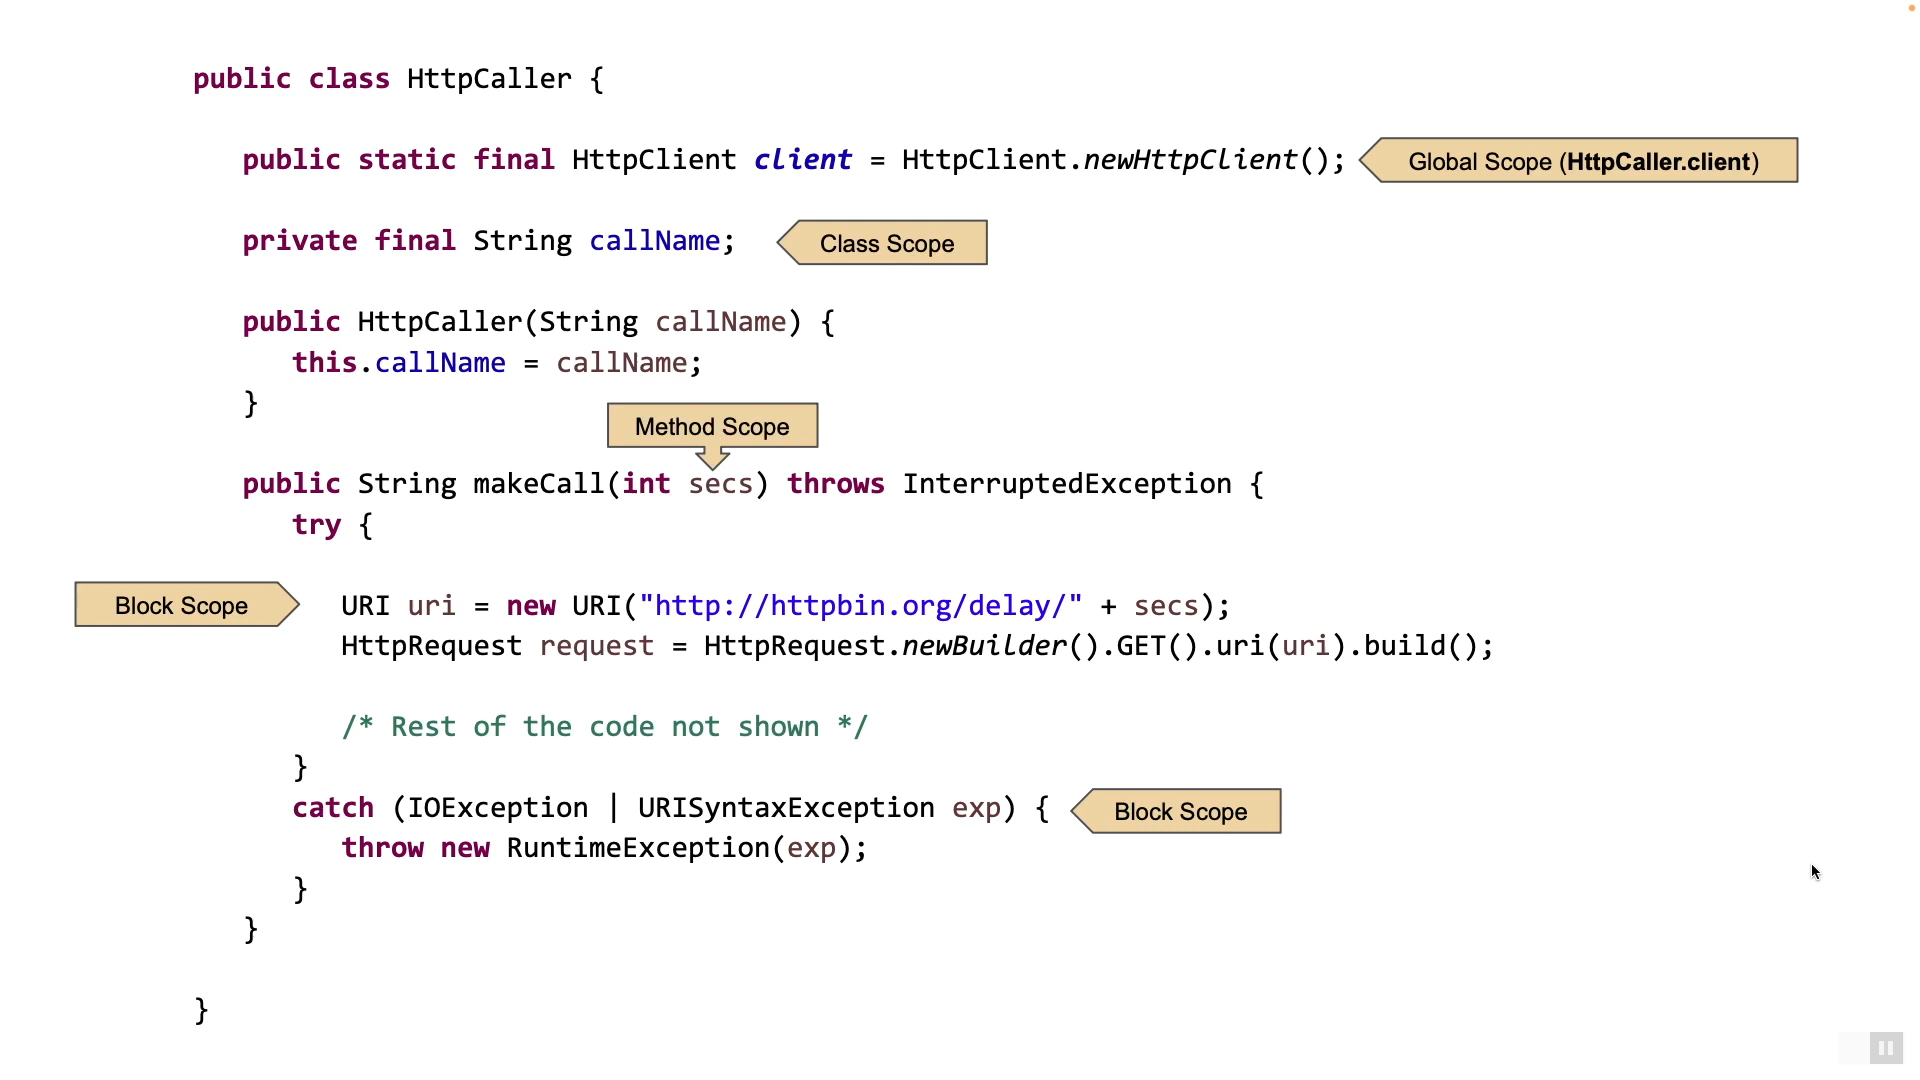 public class HttpCaller {
public static final HttpClient client = HttpClient.newHttpClient();
Global Scope (HttpCaller.client)
private final String callName;
Class Scope
public HttpCaller(String callName) {
this.callName = callName;
}
Method Scope
public String makeCall(int secs) throws InterruptedException {
try {
Block Scope
URI uri = new URI("http://httpbin.org/delay/" + secs);
HttpRequest request = HttpRequest.newBuilder().GET().uri(uri).build();
/* Rest of the code not shown */
}
catch (IOException | URISyntaxException exp) {
Block Scope
throw new RuntimeException(exp);
}
}
}